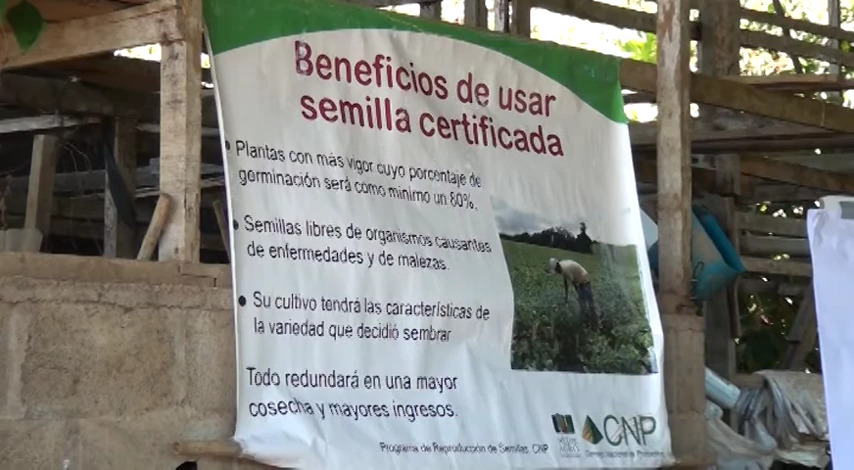 Beneficios de usar
semilla certificada
Plantas con más vigor cuyo porcentaje de
germinación será como mínimo un 80%.
• Semillas libres de organismos causantes
de enfermedades y de malezas.
• Su cultivo tendrá las características de
la variedad que decidió sembrar
Todo redundará en una mayor
cosecha y mayores ingresos.
Programa de Reproducción de Semillas, CNP
CNP